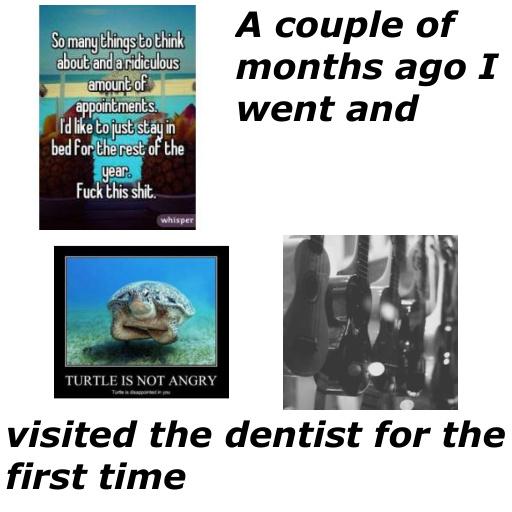 So many things to think
about and a ridiculous
amount of
appointments.
I'd like to just stay in
bed for the rest of the
year.
Fuck this shit.
whisper
A couple of
months ago I
went and
TURTLE IS NOT ANGRY
Turtle is disappointed in you
visited the dentist for the
first time